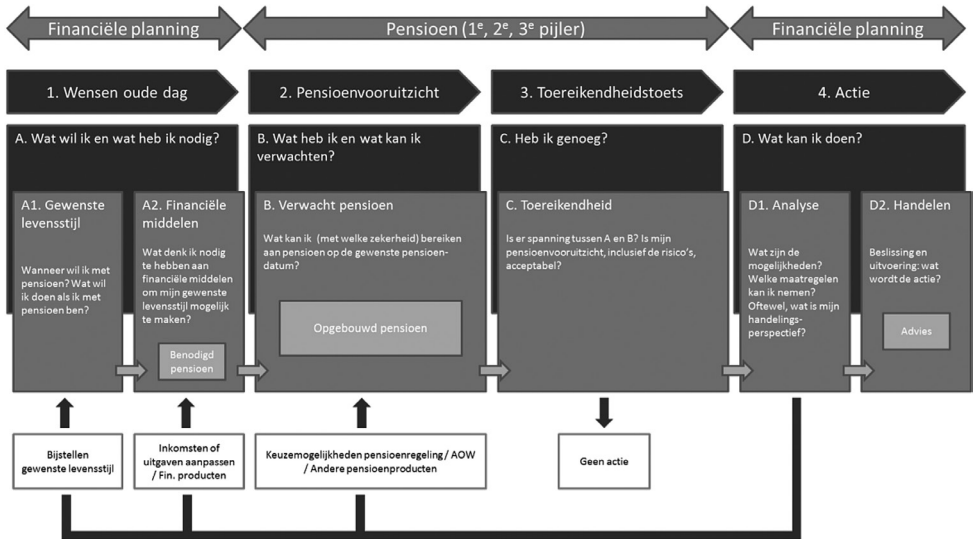 Financiële planning
Pensioen (1e, 2e, 3e pijler)
Financiële planning
1. Wensen oude dag
2. Pensioenvooruitzicht
3. Toereikendheidstoets
4. Actie
A. Wat wil ik en wat heb ik nodig?
B. Wat heb ik en wat kan ik
verwachten?
C. Heb ik genoeg?
D. Wat kan ik doen?
A1. Gewenste
levensstijl
Wanneer wil ik met
pensioen? Wat wil
ik doen als ik met
pensioen ben?
A2. Financiële
middelen
Wat denk ik nodig
te hebben aan
financiële middelen
om mijn gewenste
levensstijl mogelijk
te maken?
Benodigd
pensioen
B. Verwacht pensioen
Wat kan ik (met welke zekerheid) bereiken
aan pensioen op de gewenste pensioen-
datum?
Opgebouwd pensioen
C. Toereikendheid
Is er spanning tussen A en B? Is mijn
pensioenvooruitzicht, inclusief de risico's,
acceptabel?
D1. Analyse
Wat zijn de
mogelijkheden?
Welke maatregelen
kan ik nemen?
Oftewel, wat is mijn
handelings-
perspectief?
D2. Handelen
Beslissing en
uitvoering: wat
wordt de actie?
Advies
Bijstellen
gewenste levensstijl
Inkomsten of
uitgaven aanpassen
/ Fin. producten
Keuzemogelijkheden pensioenregeling / AOW
/ Andere pensioenproducten
Geen actie